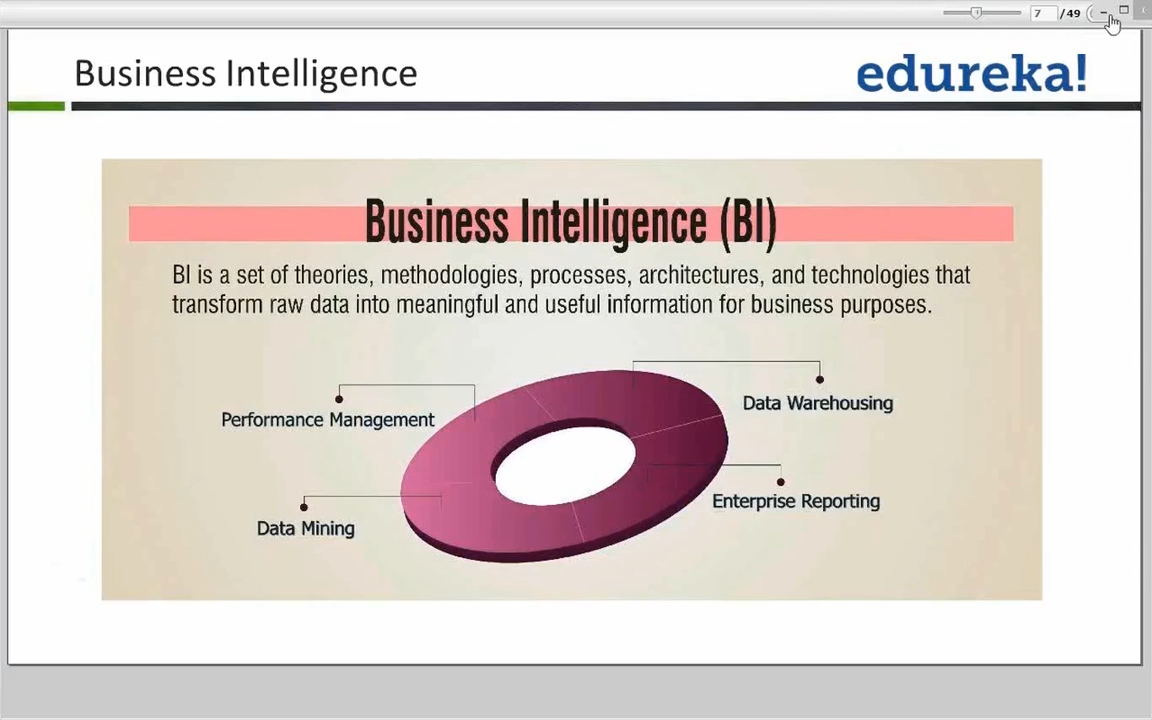 7 /49
Business Intelligence
edureka!
Business Intelligence (BI)
BI is a set of theories, methodologies, processes, architectures, and technologies that
transform raw data into meaningful and useful information for business purposes.
Performance Management
Data Warehousing
Data Mining
Enterprise Reporting